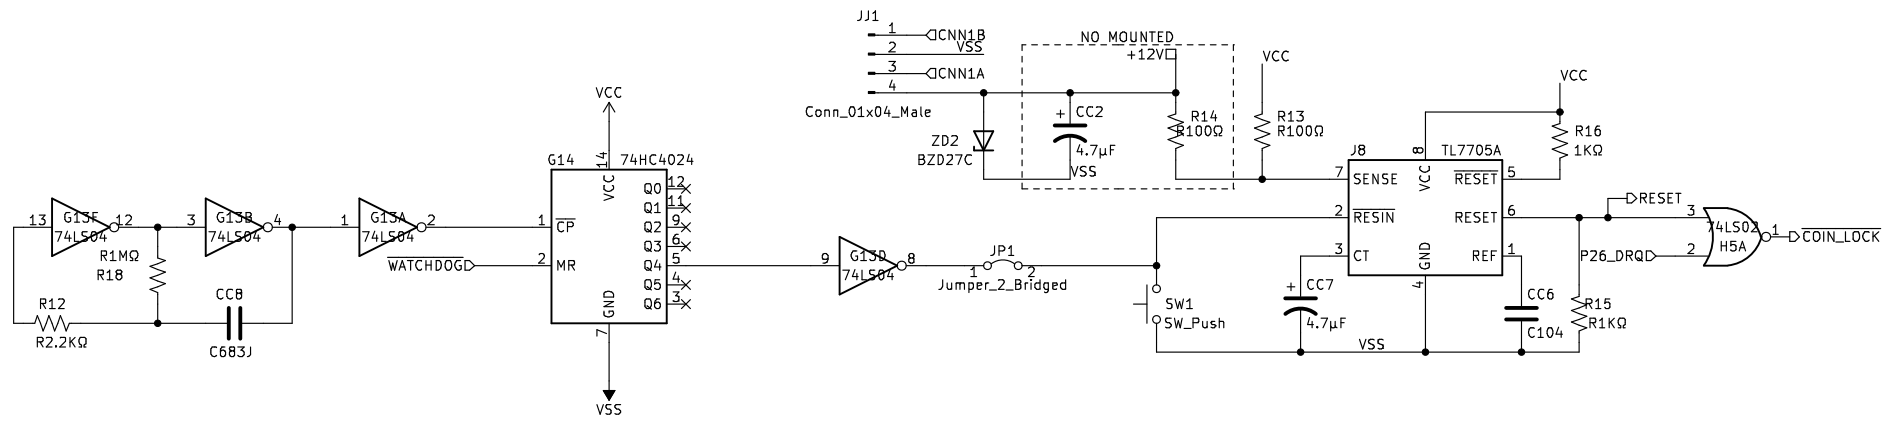 JJ1
1
CNN1B
2
VSS
3
CNN1A
4
Conn_01x04_Male
NO MOUNTED
+12V
VCC
VCC
VCC
+
CC2
4.7µF
VSS
ZD2
BZD27C
R14
R100Ω
R13
R100Ω
R16
1KΩ
13
G13F
74LS04
12
R1MΩ
R18
R12
R2.2KΩ
CC8
C683J
3
G13B
74LS04
4
1
G13A
74LS04
2
WATCHDOG
G14
74HC4024
14
VCC
1
CP
2
MR
GND
7
VSS
Q0
12
Q1
11
Q2
9
Q3
6
Q4
5
Q5
4
Q6
3
9
G13D
74LS04
8
JP1
1
2
Jumper_2_Bridged
SW1
SW_Push
J8
TL7705A
8
VCC
7
SENSE
2
RESIN
3
CT
GND
4
RESET
5
RESET
6
REF
1
+
CC7
4.7µF
VSS
CC6
C104
R15
R1KΩ
RESET
P26_DRQ
3
2
74LS02
H5A
1
COIN_LOCK